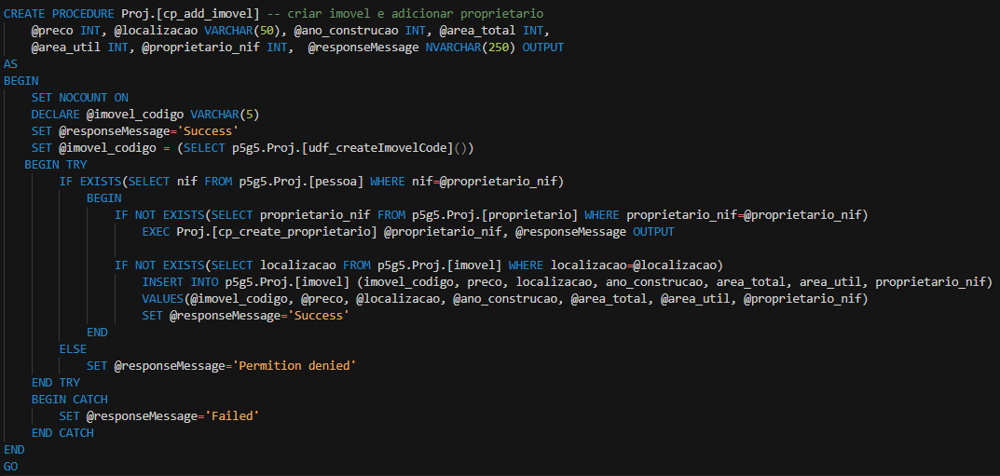 CREATE PROCEDURE Proj.[cp_add_imovel] -- criar imovel e adicionar proprietario
@preco INT, @localizacao VARCHAR(50), @ano_construcao INT, @area_total INT,
@area_util INT, @proprietario_nif INT,  @responseMessage NVARCHAR(250) OUTPUT
AS
BEGIN
SET NOCOUNT ON
DECLARE @imovel_codigo VARCHAR(5)
SET @responseMessage='Success'
SET @imovel_codigo = (SELECT p5g5.Proj.[udf_createImovelCode]())
BEGIN TRY
IF EXISTS(SELECT nif FROM p5g5.Proj.[pessoa] WHERE nif=@proprietario_nif)
BEGIN
IF NOT EXISTS(SELECT proprietario_nif FROM p5g5.Proj.[proprietario] WHERE proprietario_nif=@proprietario_nif)
EXEC Proj.[cp_create_proprietario] @proprietario_nif, @responseMessage OUTPUT
IF NOT EXISTS(SELECT localizacao FROM p5g5.Proj.[imovel] WHERE localizacao=@localizacao)
INSERT INTO p5g5.Proj.[imovel] (imovel_codigo, preco, localizacao, ano_construcao, area_total, area_util, proprietario_nif)
VALUES(@imovel_codigo, @preco, @localizacao, @ano_construcao, @area_total, @area_util, @proprietario_nif)
SET @responseMessage='Success'
END
ELSE
SET @responseMessage='Permition denied'
END TRY
BEGIN CATCH
SET @responseMessage='Failed'
END CATCH
END
GO